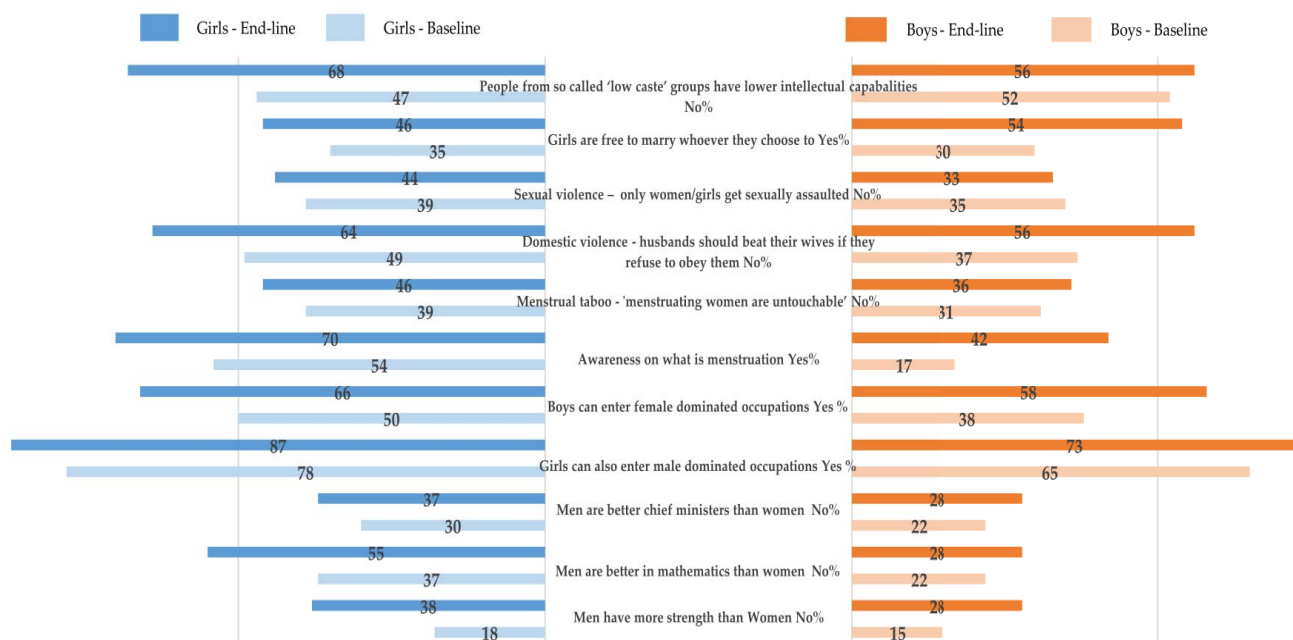 Girls - End-line Girls - Baseline Boys - End-line Boys - Baseline
68 56
People from so called ‘low caste’ groups have lower intellectual capabalities
47 52
No%
46 54
Girls are free to marry whoever they choose to Yes%
35 30
44 33
Sexual violence – only women/girls get sexually assaulted No%
39 35
64 56
Domestic violence - husbands should beat their wives if they
49 37
refuse to obey them No%
46 36
Menstrual taboo - 'menstruating women are untouchable’ No%
39 31
70 42
Awareness on what is menstruation Yes%
54 17
66 58
Boys can enter female dominated occupations Yes %
50 38
87 73
Girls can also enter male dominated occupations Yes %
78 65
37 28
Men are better chief ministers than women No%
30 22
55 28
Men are better in mathematics than women No%
37 22
38 28
Men have more strength than Women No%
18 15